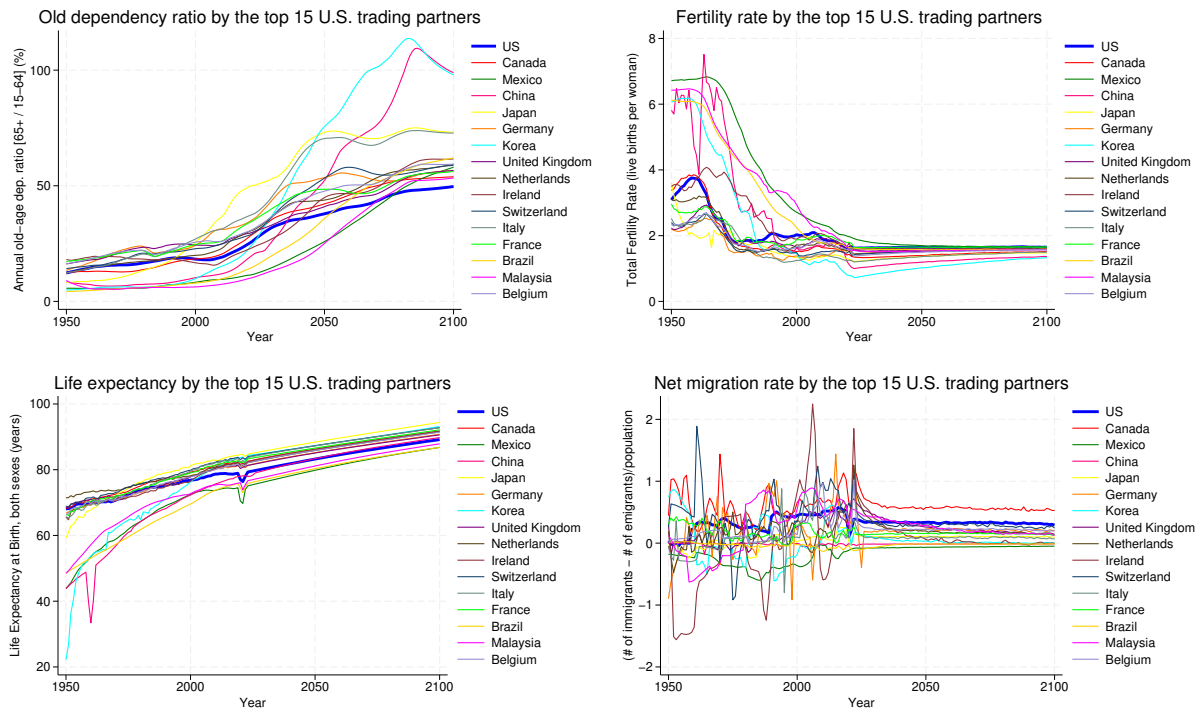 Old dependency ratio by the top 15 U.S. trading partners
Annual old−age dep. ratio [65+ / 15−64] (%)
100
50
0
1950
2000
2050
2100
Year
US
Canada
Mexico
China
Japan
Germany
Korea
United Kingdom
Netherlands
Ireland
Switzerland
Italy
France
Brazil
Malaysia
Belgium
Fertility rate by the top 15 U.S. trading partners
Total Fertility Rate (live births per woman)
8
6
4
2
0
1950
2000
2050
2100
Year
US
Canada
Mexico
China
Japan
Germany
Korea
United Kingdom
Netherlands
Ireland
Switzerland
Italy
France
Brazil
Malaysia
Belgium
Life expectancy by the top 15 U.S. trading partners
Life Expectancy at Birth, both sexes (years)
100
80
60
40
20
1950
2000
2050
2100
Year
US
Canada
Mexico
China
Japan
Germany
Korea
United Kingdom
Netherlands
Ireland
Switzerland
Italy
France
Brazil
Malaysia
Belgium
Net migration rate by the top 15 U.S. trading partners
(# of immigrants − # of emigrants)/population
2
1
0
−1
−2
1950
2000
2050
2100
Year
US
Canada
Mexico
China
Japan
Germany
Korea
United Kingdom
Netherlands
Ireland
Switzerland
Italy
France
Brazil
Malaysia
Belgium